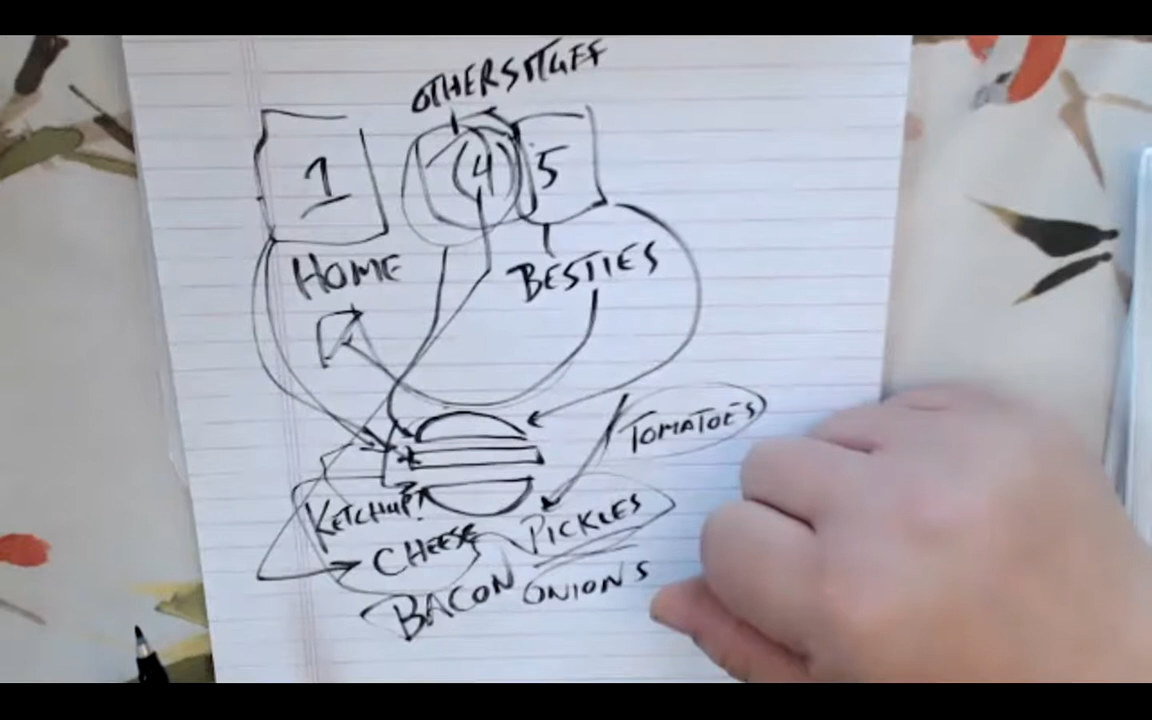 OTHERSTUFF
1
(4)
5
HOME
BESTIES
TOMATOES
KETCHUP?
PICKLES
CHEESE
BACON
ONIONS